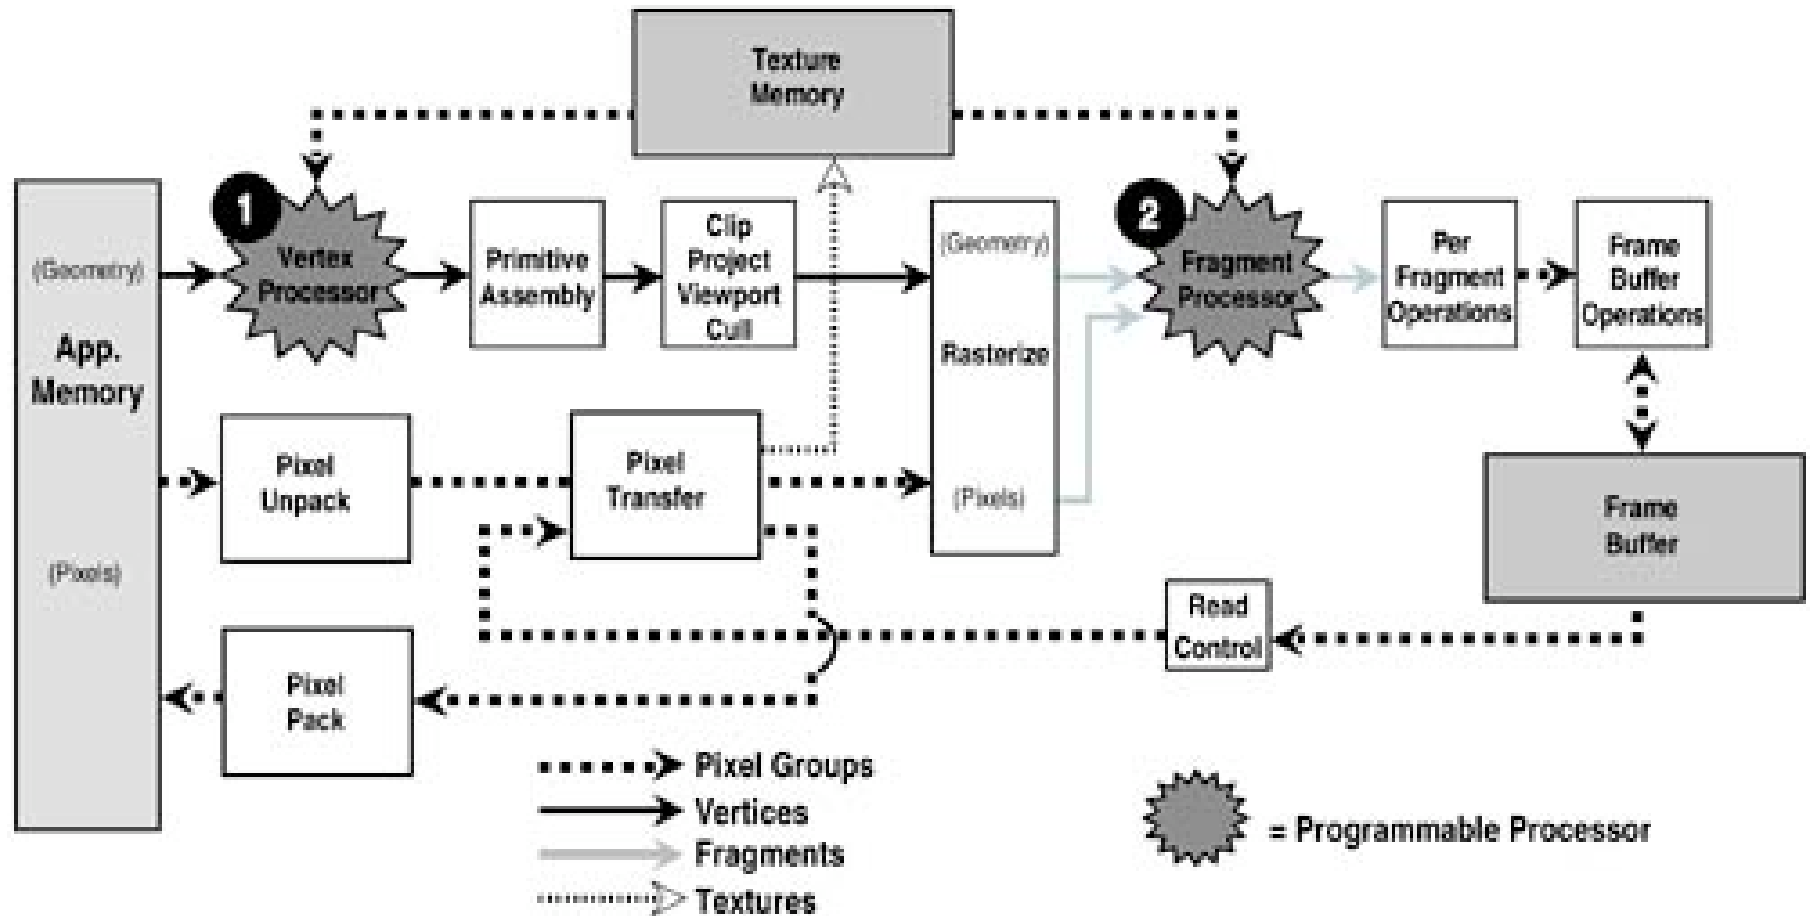 Texture
Memory
1
Vertex
Processor
(Geometry)
App.
Memory
(Pixels)
Primitive
Assembly
Clip
Project
Viewport
Cull
(Geometry)
Rasterize
(Pixels)
2
Fragment
Processor
Per
Fragment
Operations
Frame
Buffer
Operations
Pixel
Unpack
Pixel
Transfer
Frame
Buffer
Read
Control
Pixel
Pack
Pixel Groups
Vertices
Fragments
Textures
= Programmable Processor